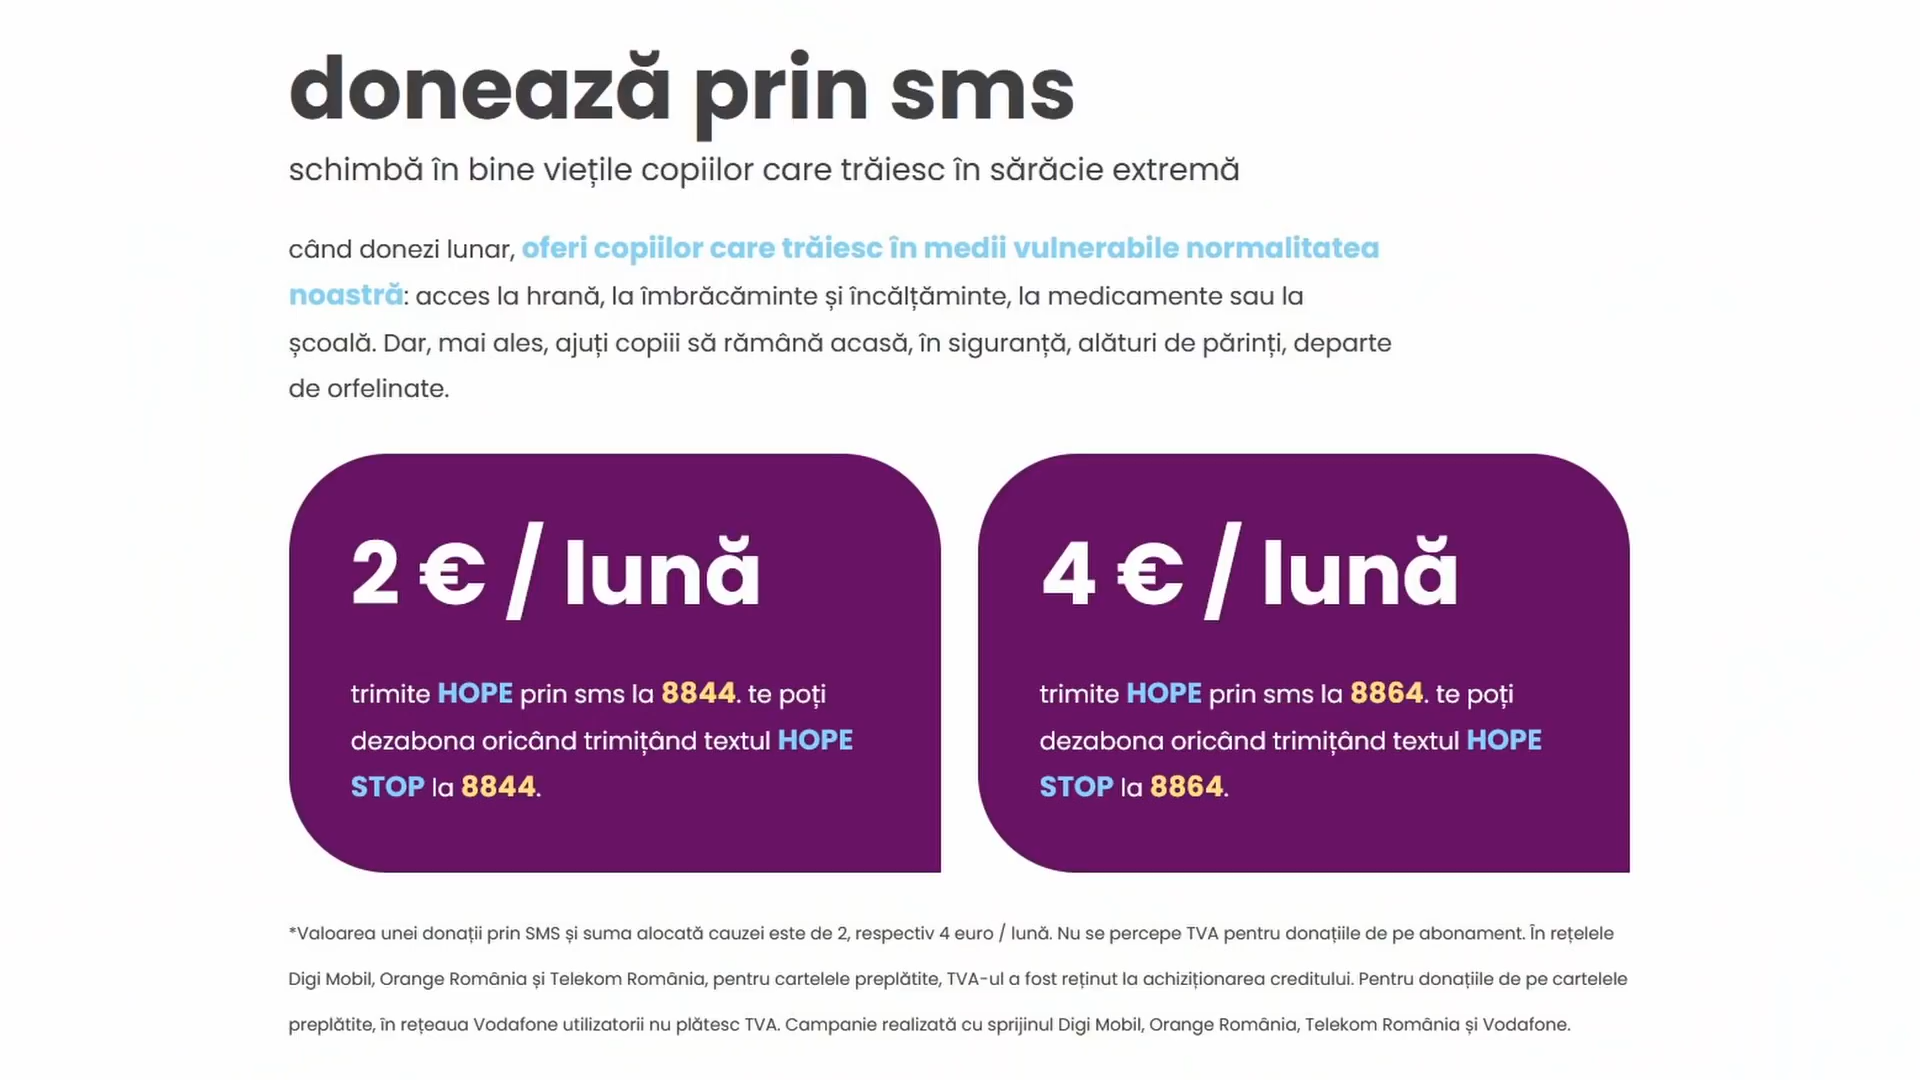 donează prin sms
schimbă în bine viețile copiilor care trăiesc în sărăcie extremă
când donezi lunar, oferi copiilor care trăiesc în medii vulnerabile normalitatea
noastră: acces la hrană, la îmbrăcăminte și încălțăminte, la medicamente sau la
școală. Dar, mai ales, ajuți copiii să rămână acasă, în siguranță, alături de părinți, departe
de orfelinate.
2 € / lună
trimite HOPE prin sms la 8844. te poți
dezabona oricând trimițând textul HOPE
STOP la 8844.
4 € / lună
trimite HOPE prin sms la 8864. te poți
dezabona oricând trimițând textul HOPE
STOP la 8864.
*Valoarea unei donații prin SMS și suma alocată cauzei este de 2, respectiv 4 euro / lună. Nu se percepe TVA pentru donațiile de pe abonament. În rețelele
Digi Mobil, Orange România și Telekom România, pentru cartelele preplătite, TVA-ul a fost reținut la achiziționarea creditului. Pentru donațiile de pe cartelele
preplătite, în rețeaua Vodafone utilizatorii nu plătesc TVA. Campanie realizată cu sprijinul Digi Mobil, Orange România, Telekom România și Vodafone.